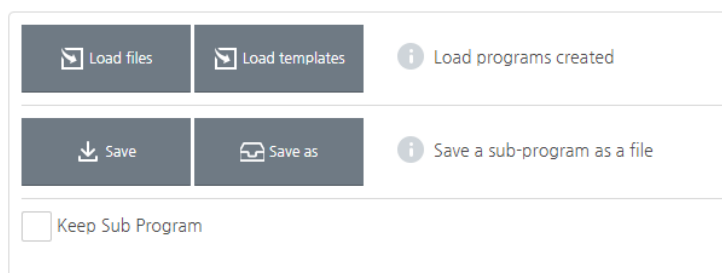 Load files Load templates Load programs created
Save Save as Save a sub-program as a file
Keep Sub Program